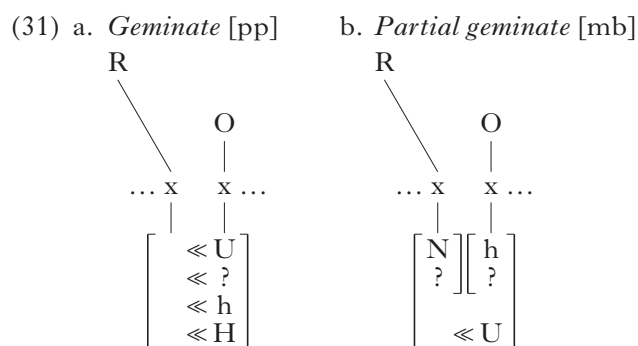 (31) a. Geminate [pp] b. Partial geminate [mb]
R R
O O
… x x … … x x …
≪ U N h
≪ ? ? ?
≪ h
≪ H ≪ U